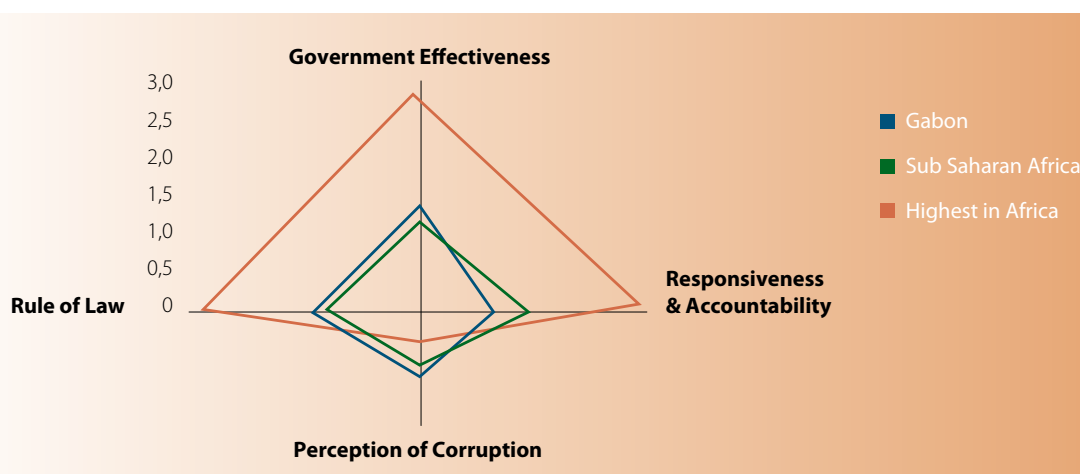 Government Effectiveness
3,0
2,5
2,0
1,5
1,0
0,5
0
Rule of Law
Responsiveness
& Accountability
Perception of Corruption
Gabon
Sub Saharan Africa
Highest in Africa